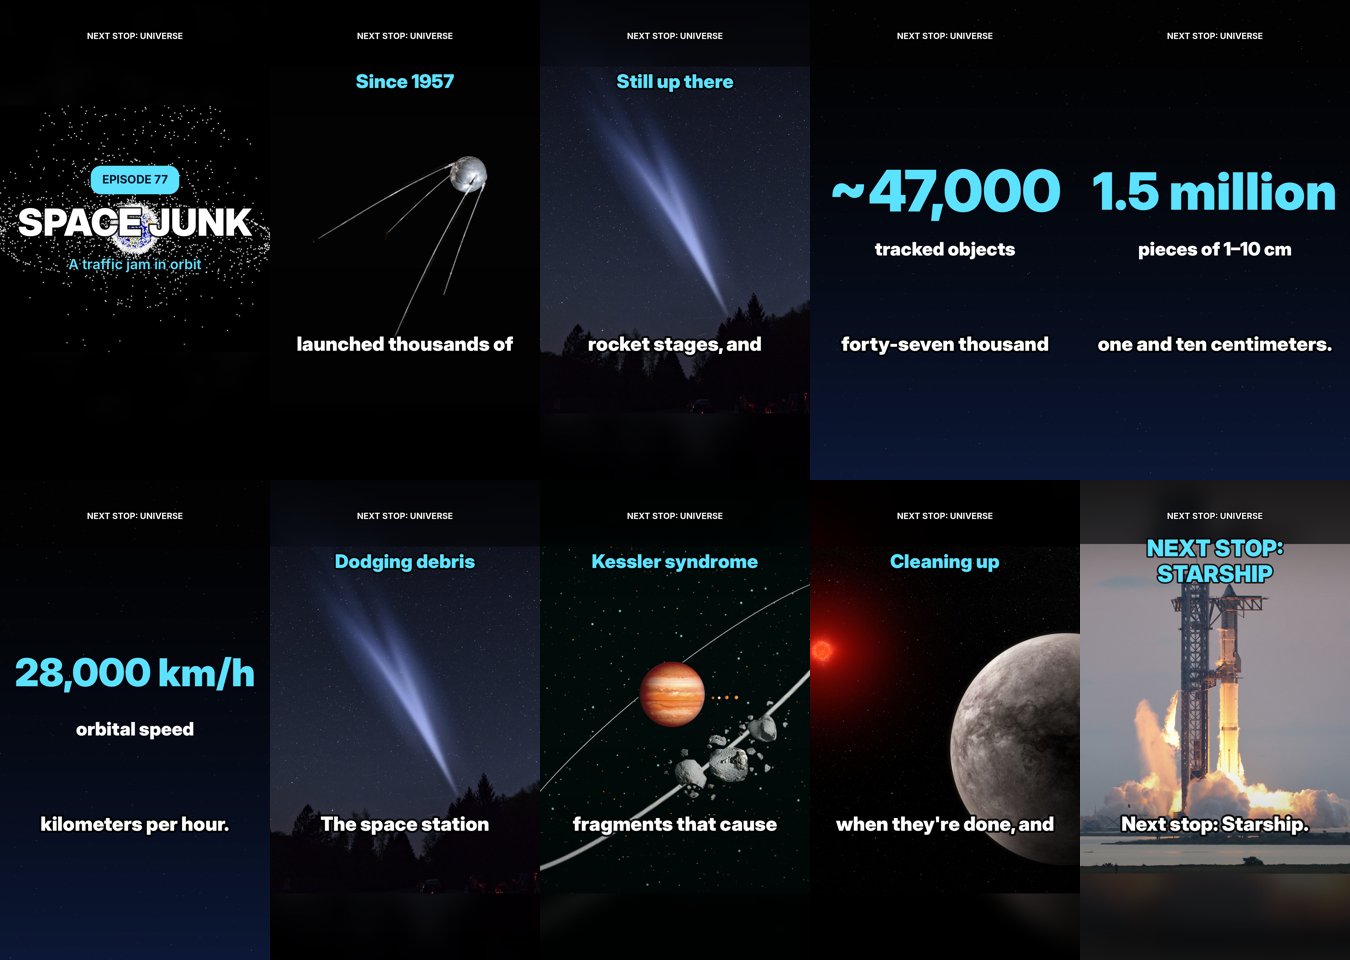 NEXT STOP: UNIVERSE
EPISODE 77
SPACE JUNK
A traffic jam in orbit
NEXT STOP: UNIVERSE
Since 1957
launched thousands of
NEXT STOP: UNIVERSE
Still up there
rocket stages, and
NEXT STOP: UNIVERSE
~47,000
tracked objects
forty-seven thousand
NEXT STOP: UNIVERSE
1.5 million
pieces of 1–10 cm
one and ten centimeters.
NEXT STOP: UNIVERSE
28,000 km/h
orbital speed
kilometers per hour.
NEXT STOP: UNIVERSE
Dodging debris
The space station
NEXT STOP: UNIVERSE
Kessler syndrome
fragments that cause
NEXT STOP: UNIVERSE
Cleaning up
when they're done, and
NEXT STOP: UNIVERSE
NEXT STOP:
STARSHIP
Next stop: Starship.